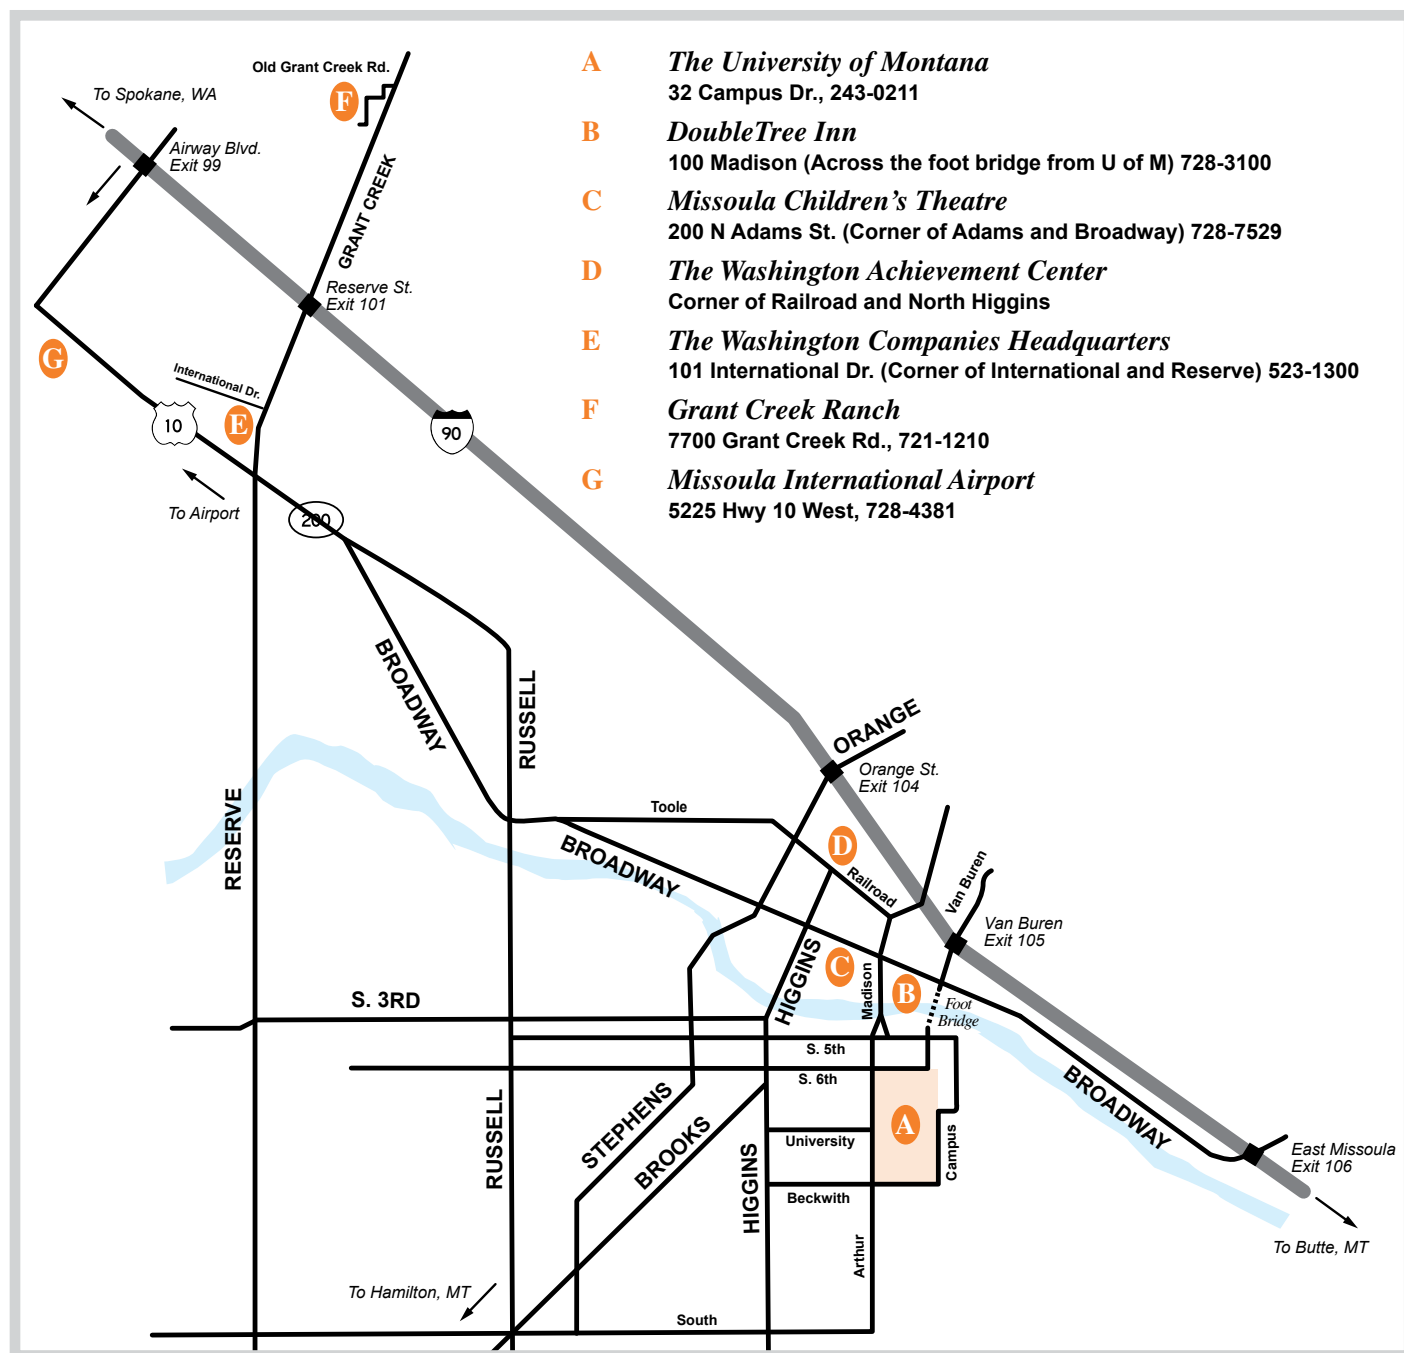 A The University of Montana
32 Campus Dr., 243-0211
B DoubleTree Inn
100 Madison (Across the foot bridge from U of M) 728-3100
C Missoula Children's Theatre
200 N Adams St. (Corner of Adams and Broadway) 728-7529
D The Washington Achievement Center
Corner of Railroad and North Higgins
E The Washington Companies Headquarters
101 International Dr. (Corner of International and Reserve) 523-1300
F Grant Creek Ranch
7700 Grant Creek Rd., 721-1210
G Missoula International Airport
5225 Hwy 10 West, 728-4381
Old Grant Creek Rd.
F
To Spokane, WA
Airway Blvd.
Exit 99
GRANT CREEK
Reserve St.
Exit 101
G
International Dr.
E
10
90
To Airport
200
BROADWAY
RUSSELL
ORANGE
Orange St.
Exit 104
RESERVE
Toole
BROADWAY
D
Railroad
Van Buren
Van Buren
Exit 105
HIGGINS
C
Madison
B
Foot
Bridge
S. 3RD
S. 5th
S. 6th
BROADWAY
STEPHENS
BROOKS
RUSSELL
HIGGINS
University
A
Campus
Beckwith
East Missoula
Exit 106
Arthur
To Butte, MT
To Hamilton, MT
South